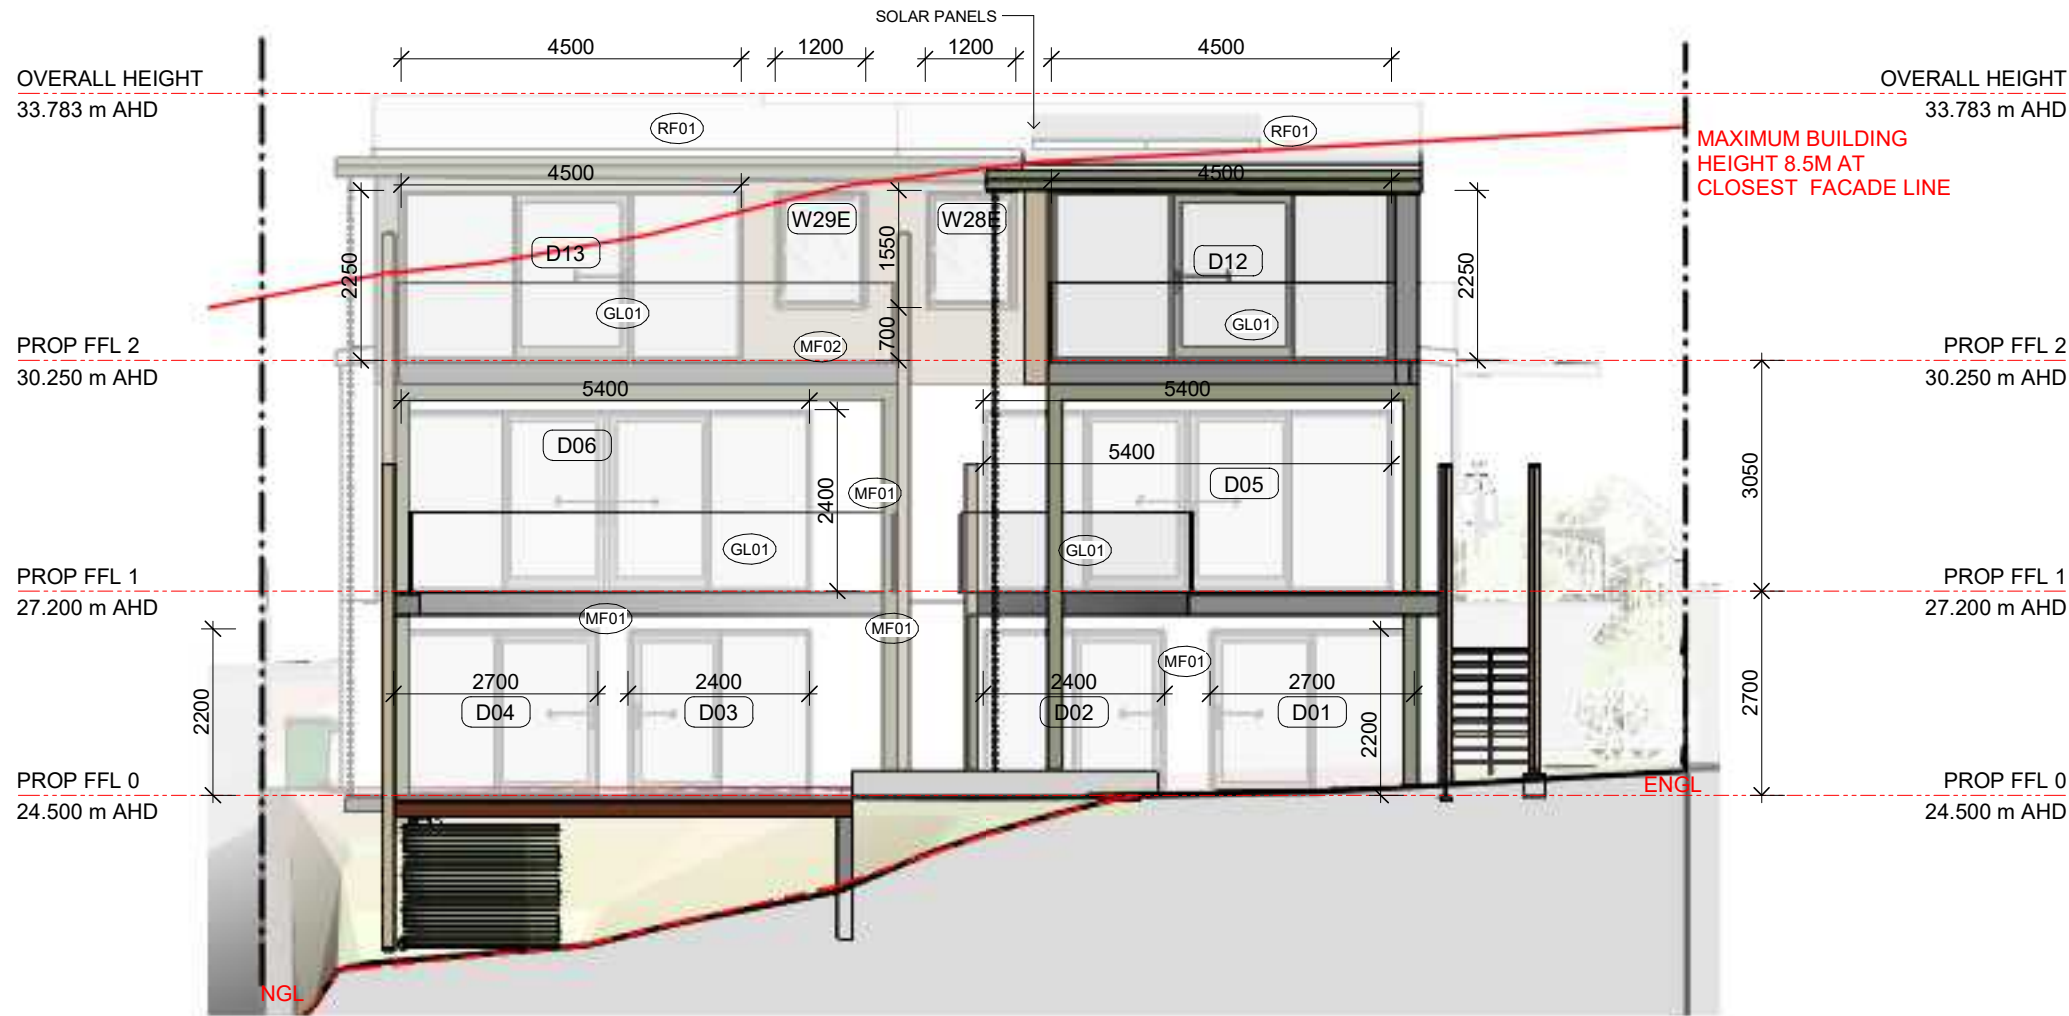 SOLAR PANELS
4500
1200
1200
4500
OVERALL HEIGHT
33.783 m AHD
OVERALL HEIGHT
33.783 m AHD
RF01
RF01
MAXIMUM BUILDING
HEIGHT 8.5M AT
CLOSEST FACADE LINE
4500
4500
W29E
W28E
D13
D12
2250
1550
2250
GL01
GL01
700
MF02
PROP FFL 2
30.250 m AHD
PROP FFL 2
30.250 m AHD
5400
5400
D06
5400
D05
2400
MF01
3050
GL01
GL01
PROP FFL 1
27.200 m AHD
PROP FFL 1
27.200 m AHD
MF01
MF01
MF01
2700
2400
2400
2700
D04
D03
D02
D01
2200
2200
2700
PROP FFL 0
24.500 m AHD
ENGL
PROP FFL 0
24.500 m AHD
NGL